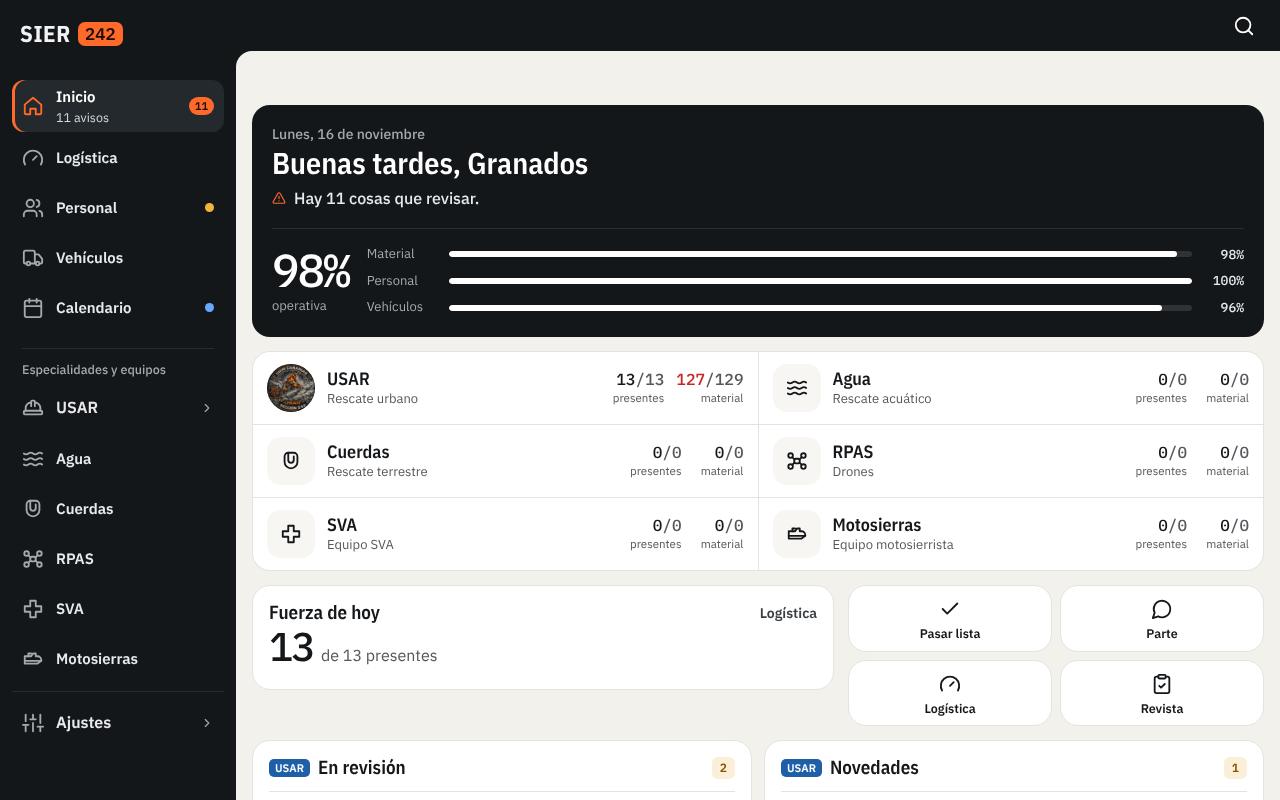 SIER 242
Inicio
11 avisos
11
Logística
Personal
Vehículos
Calendario
Especialidades y equipos
USAR
Agua
Cuerdas
RPAS
SVA
Motosierras
Ajustes
Lunes, 16 de noviembre
Buenas tardes, Granados
Hay 11 cosas que revisar.
98%
operativa
Material 98%
Personal 100%
Vehículos 96%
USAR 13/13 127/129
Rescate urbano presentes material
Agua 0/0 0/0
Rescate acuático presentes material
Cuerdas 0/0 0/0
Rescate terrestre presentes material
RPAS 0/0 0/0
Drones presentes material
SVA 0/0 0/0
Equipo SVA presentes material
Motosierras 0/0 0/0
Equipo motosierrista presentes material
Fuerza de hoy Logística
13 de 13 presentes
Pasar lista
Parte
Logística
Revista
USAR En revisión 2
USAR Novedades 1